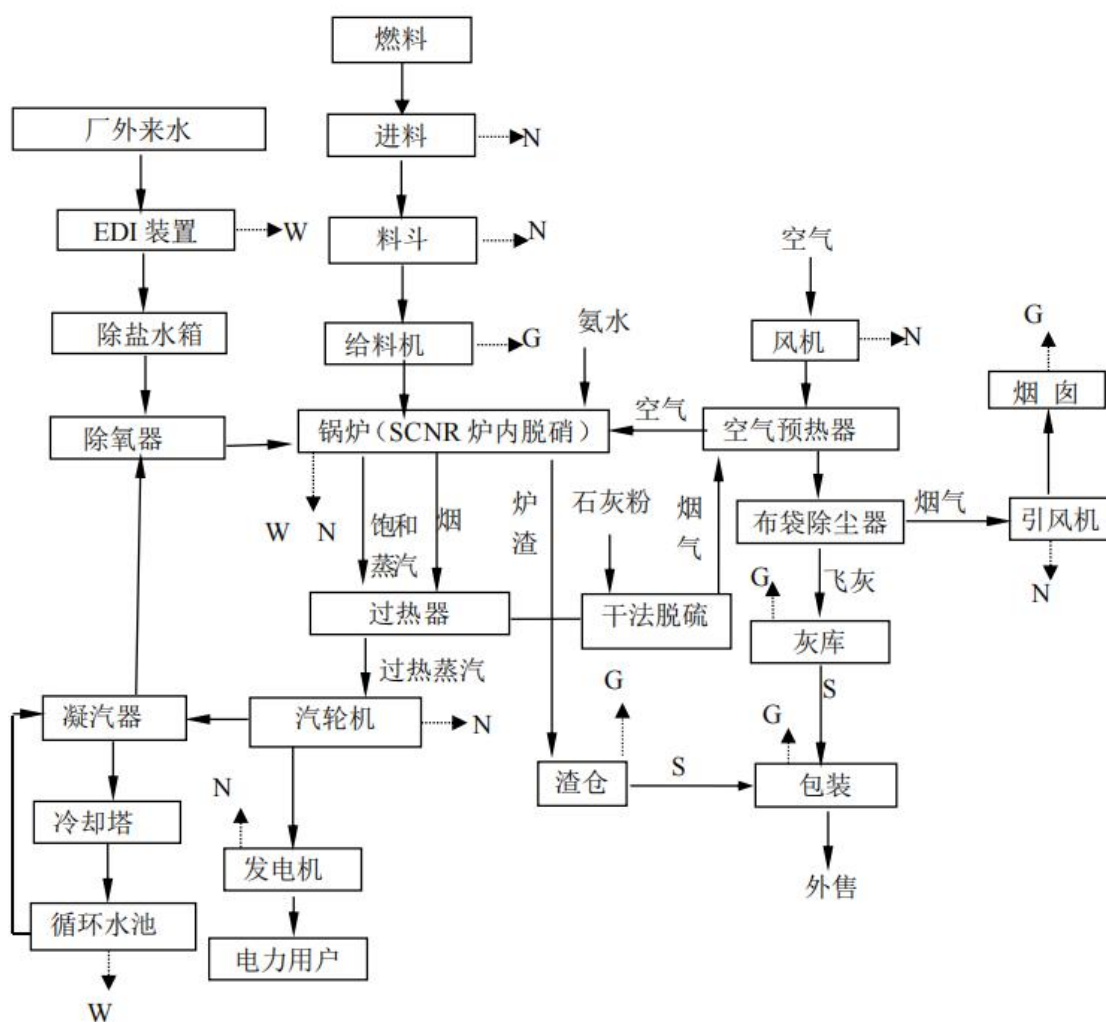 燃料
厂外来水
进料
N
EDI 装置
W
料斗
N
空气
除盐水箱
给料机
G
氨水
风机
N
G
烟 囱
除氧器
锅炉（SCNR 炉内脱硝）
空气
空气预热器
W
N
饱和
蒸汽
烟
炉
渣
石灰粉
烟
气
布袋除尘器
烟气
引风机
N
过热器
干法脱硫
G
飞灰
灰库
过热蒸汽
S
凝汽器
汽轮机
N
G
渣仓
S
G
包装
冷却塔
N
发电机
外售
循环水池
电力用户
W